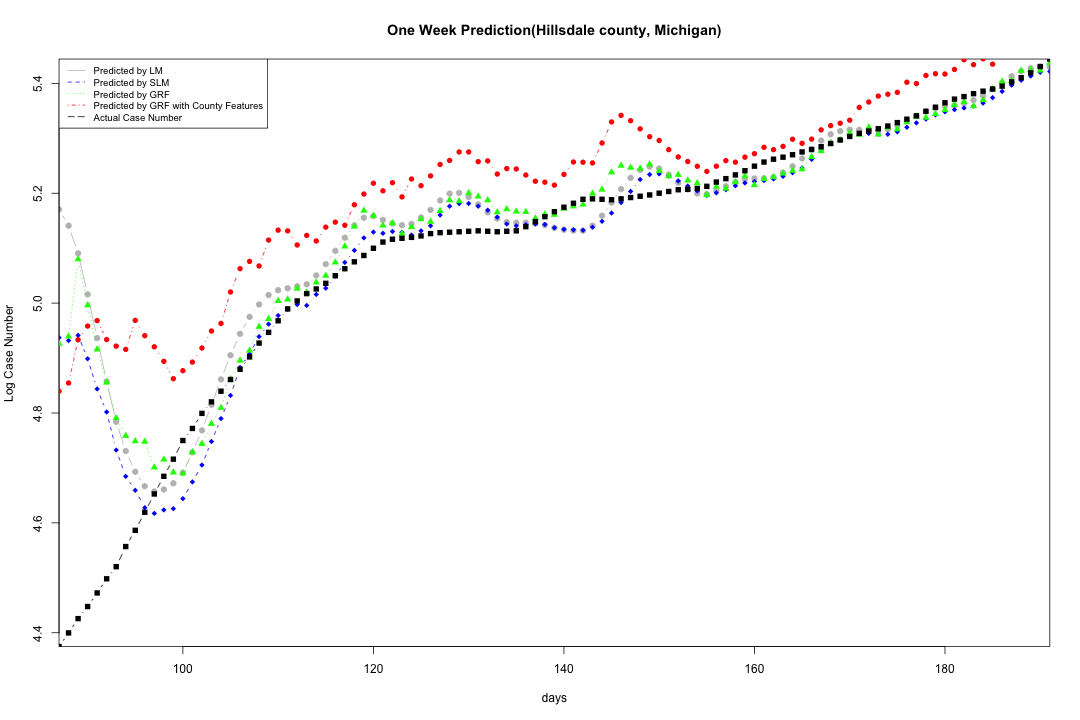 One Week Prediction(Hillsdale county, Michigan)
Predicted by LM
Predicted by SLM
Predicted by GRF
Predicted by GRF with County Features
Actual Case Number
5.4
5.2
5.0
4.8
4.6
4.4
Log Case Number
100 120 140 160 180
days